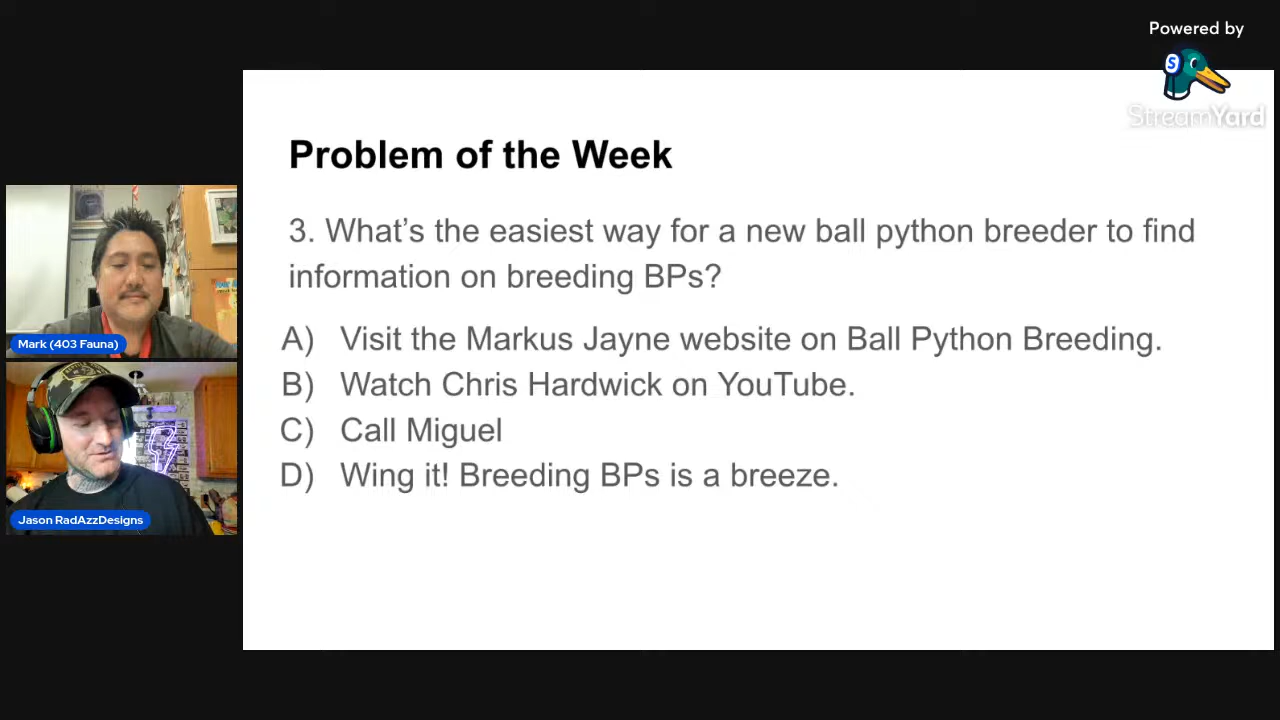 Powered by
StreamYard
Problem of the Week
3. What's the easiest way for a new ball python breeder to find
information on breeding BPs?
A) Visit the Markus Jayne website on Ball Python Breeding.
B) Watch Chris Hardwick on YouTube.
C) Call Miguel
D) Wing it! Breeding BPs is a breeze.
Mark (403 Fauna)
Jason RadAzzDesigns